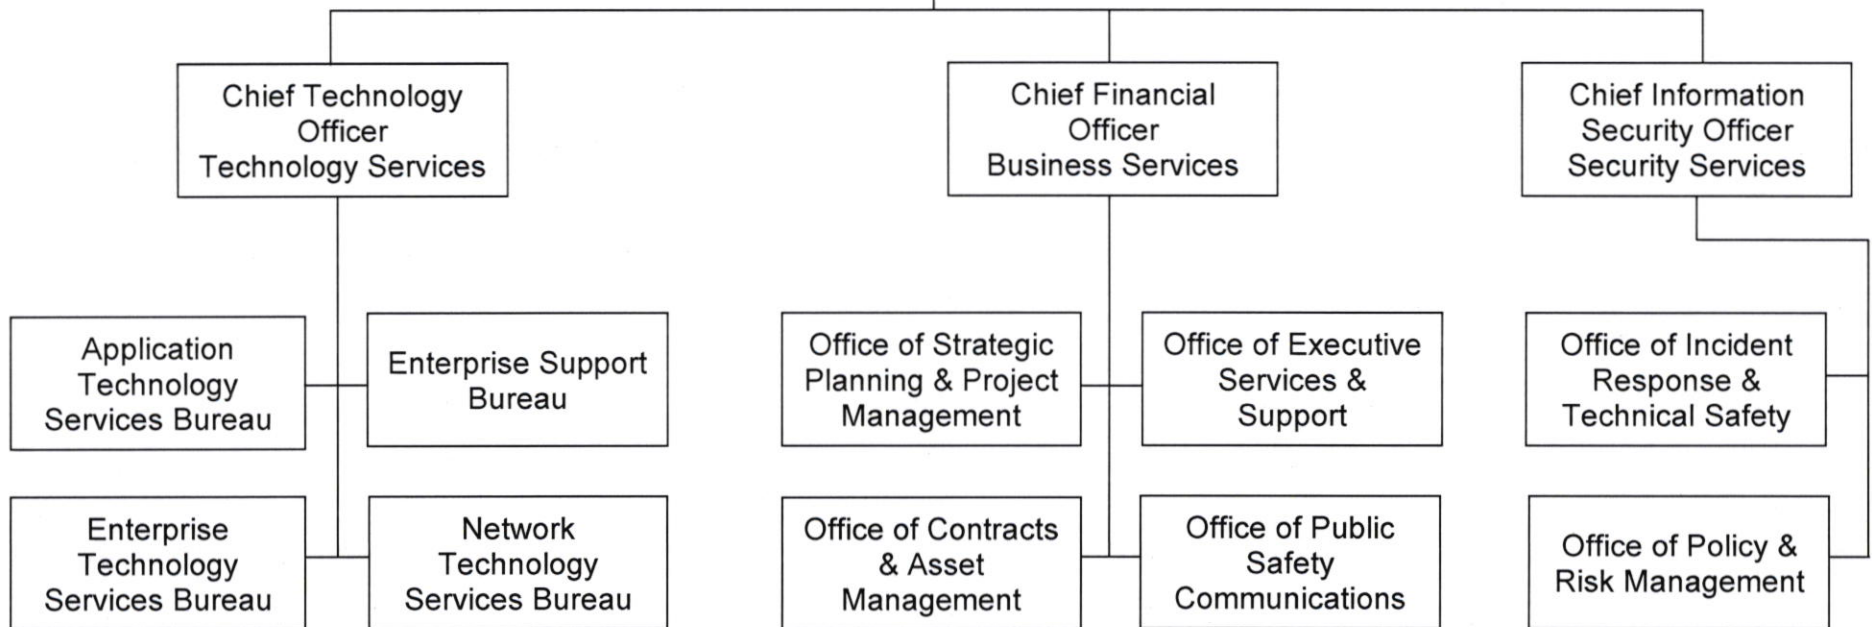 Chief Technology
Officer
Technology Services
Chief Financial
Officer
Business Services
Chief Information
Security Officer
Security Services
Application
Technology
Services Bureau
Enterprise Support
Bureau
Office of Strategic
Planning & Project
Management
Office of Executive
Services &
Support
Office of Incident
Response &
Technical Safety
Enterprise
Technology
Services Bureau
Network
Technology
Services Bureau
Office of Contracts
& Asset
Management
Office of Public
Safety
Communications
Office of Policy &
Risk Management